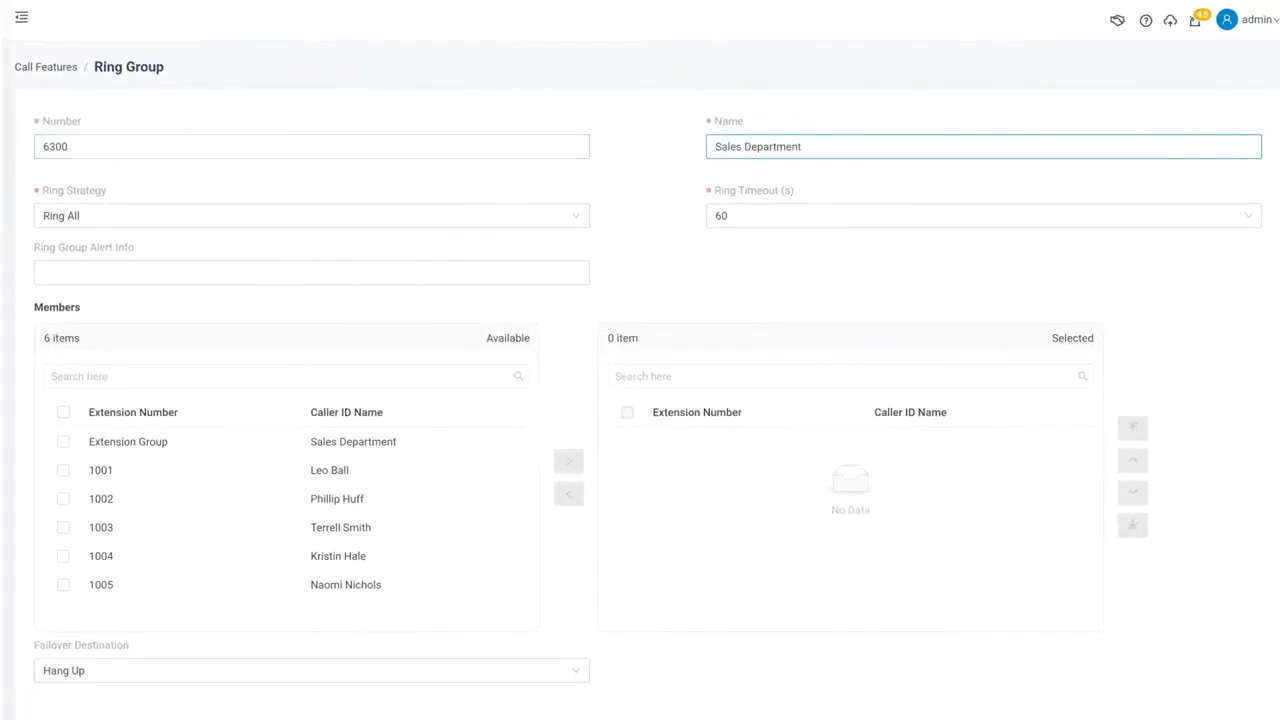 48
admin
Call Features / Ring Group
* Number
* Name
6300
Sales Department
* Ring Strategy
* Ring Timeout (s)
Ring All
60
Ring Group Alert Info
Members
6 items Available
0 item Selected
Search here
Search here
Extension Number Caller ID Name
Extension Number Caller ID Name
Extension Group Sales Department
1001 Leo Ball
1002 Phillip Huff
1003 Terrell Smith
1004 Kristin Hale
1005 Naomi Nichols
No Data
Failover Destination
Hang Up